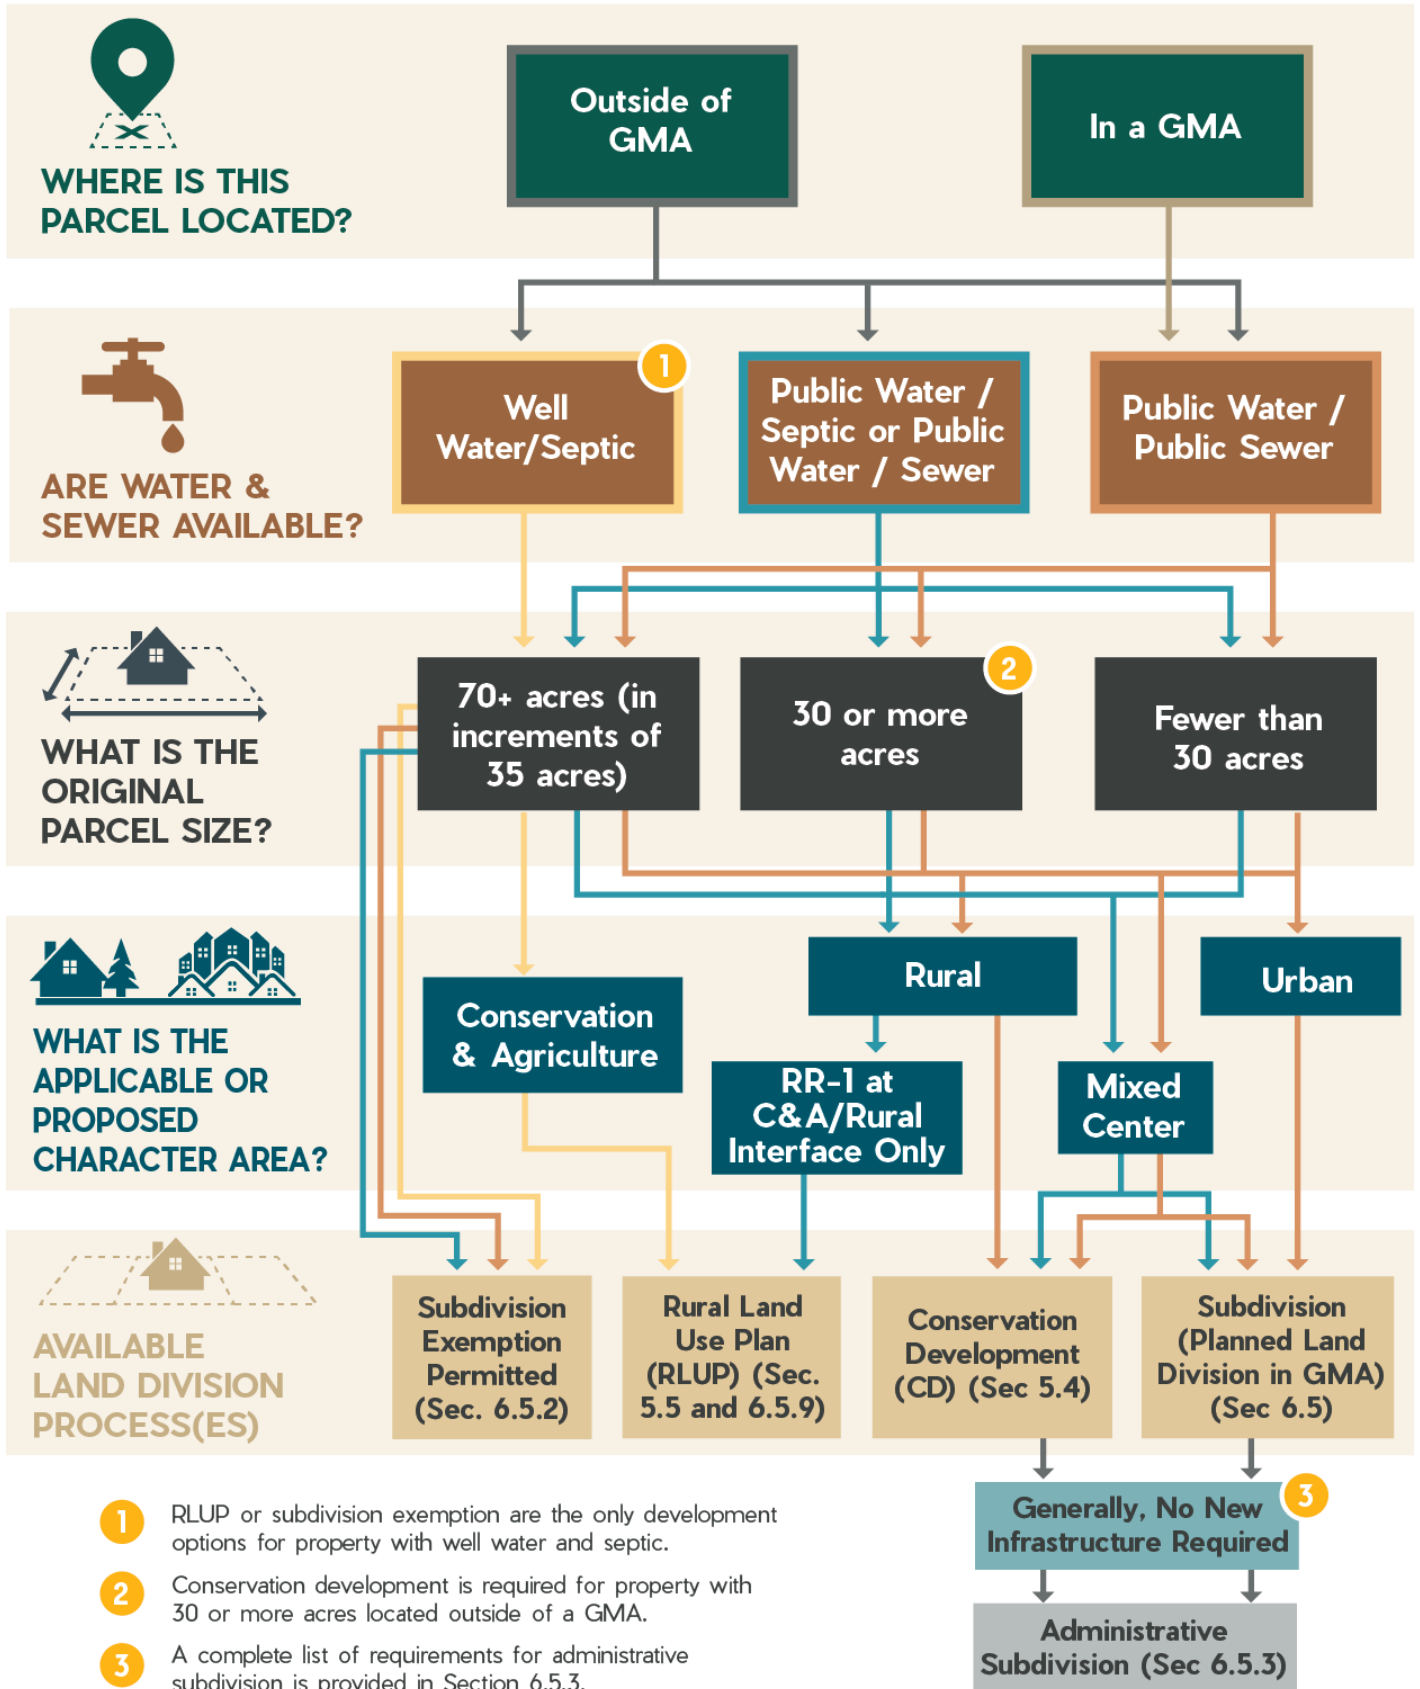 WHERE IS THIS
PARCEL LOCATED?
Outside of
GMA
In a GMA
ARE WATER &
SEWER AVAILABLE?
Well
Water/Septic
1
Public Water /
Septic or Public
Water / Sewer
Public Water /
Public Sewer
WHAT IS THE
ORIGINAL
PARCEL SIZE?
70+ acres (in
increments of
35 acres)
30 or more
acres
2
Fewer than
30 acres
WHAT IS THE
APPLICABLE OR
PROPOSED
CHARACTER AREA?
Conservation
& Agriculture
Rural
RR-1 at
C&A/Rural
Interface Only
Mixed
Center
Urban
AVAILABLE
LAND DIVISION
PROCESS(ES)
Subdivision
Exemption
Permitted
(Sec. 6.5.2)
Rural Land
Use Plan
(RLUP) (Sec.
5.5 and 6.5.9)
Conservation
Development
(CD) (Sec 5.4)
Subdivision
(Planned Land
Division in GMA)
(Sec 6.5)
Generally, No New
Infrastructure Required
3
Administrative
Subdivision (Sec 6.5.3)
1 RLUP or subdivision exemption are the only development
options for property with well water and septic.
2 Conservation development is required for property with
30 or more acres located outside of a GMA.
3 A complete list of requirements for administrative
subdivision is provided in Section 6.5.3.